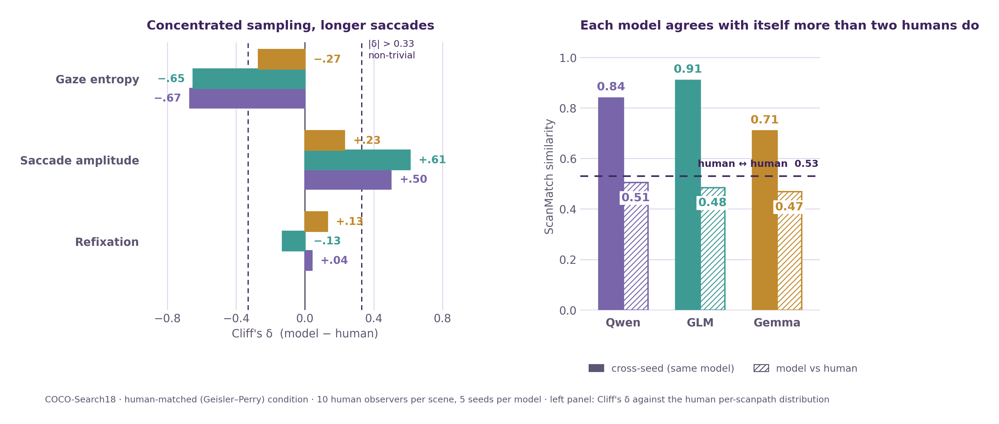 Concentrated sampling, longer saccades
|δ| > 0.33
non-trivial
Gaze entropy
−.27
−.65
−.67
Saccade amplitude
+.23
+.61
+.50
Refixation
+.13
−.13
+.04
−0.8
−0.4
0.0
0.4
0.8
Cliff's δ (model − human)
Each model agrees with itself more than two humans do
ScanMatch similarity
1.0
0.8
0.6
0.4
0.2
0.0
0.84
0.91
0.71
human ↔ human 0.53
0.51
0.48
0.47
Qwen
GLM
Gemma
cross-seed (same model)
model vs human
COCO-Search18 · human-matched (Geisler–Perry) condition · 10 human observers per scene, 5 seeds per model · left panel: Cliff's δ against the human per-scanpath distribution